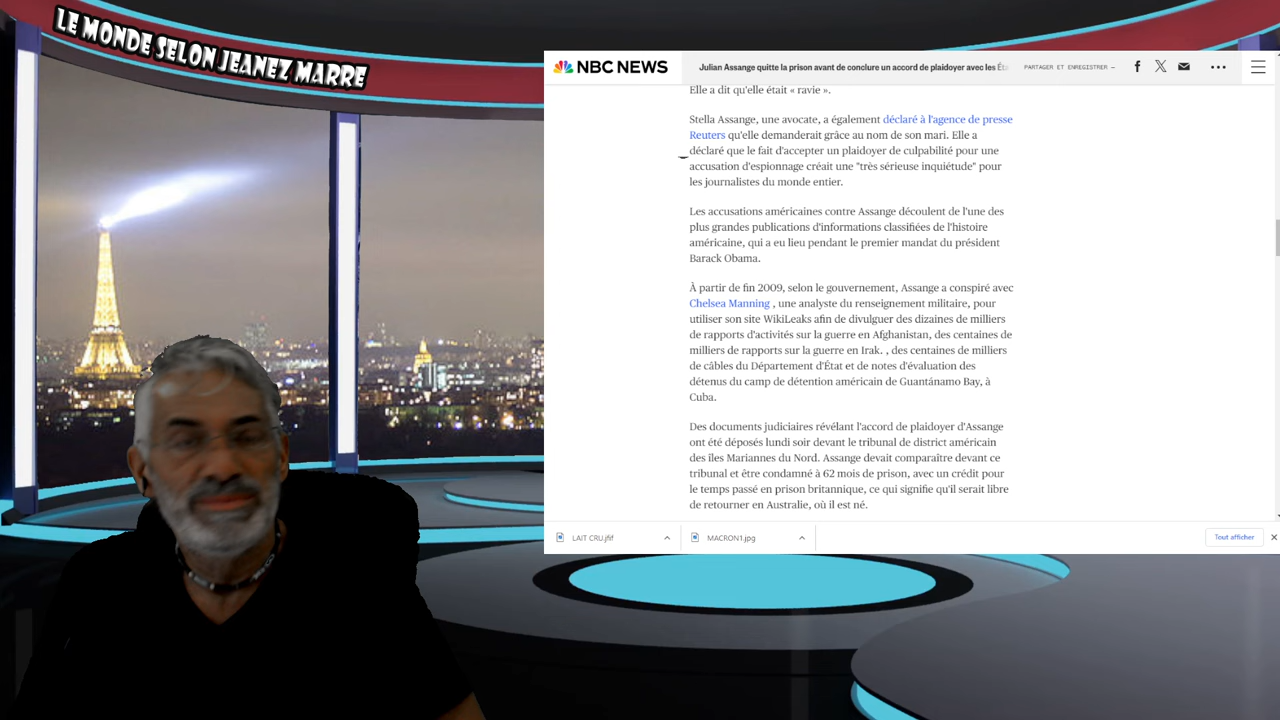 LE MONDE SELON JEANEZ MARRE
NBC NEWS
Julian Assange quitte la prison avant de conclure un accord de plaidoyer avec les
PARTAGER ET ENREGISTRER —
Elle a dit qu'elle était « ravie ».
Stella Assange, une avocate, a également déclaré à l'agence de presse
Reuters qu'elle demanderait grâce au nom de son mari. Elle a
déclaré que le fait d'accepter un plaidoyer de culpabilité pour une
accusation d'espionnage créait une "très sérieuse inquiétude" pour
les journalistes du monde entier.
Les accusations américaines contre Assange découlent de l'une des
plus grandes publications d'informations classifiées de l'histoire
américaine, qui a eu lieu pendant le premier mandat du président
Barack Obama.
À partir de fin 2009, selon le gouvernement, Assange a conspiré avec
Chelsea Manning , une analyste du renseignement militaire, pour
utiliser son site WikiLeaks afin de divulguer des dizaines de milliers
de rapports d'activités sur la guerre en Afghanistan, des centaines de
milliers de rapports sur la guerre en Irak. , des centaines de milliers
de câbles du Département d'État et de notes d'évaluation des
détenus du camp de détention américain de Guantánamo Bay, à
Cuba.
Des documents judiciaires révélant l'accord de plaidoyer d'Assange
ont été déposés lundi soir devant le tribunal de district américain
des îles Mariannes du Nord. Assange devait comparaître devant ce
tribunal et être condamné à 62 mois de prison, avec un crédit pour
le temps passé en prison britannique, ce qui signifie qu'il serait libre
de retourner en Australie, où il est né.
LAIT CRU.jfif
MACRON1.jpg
Tout afficher